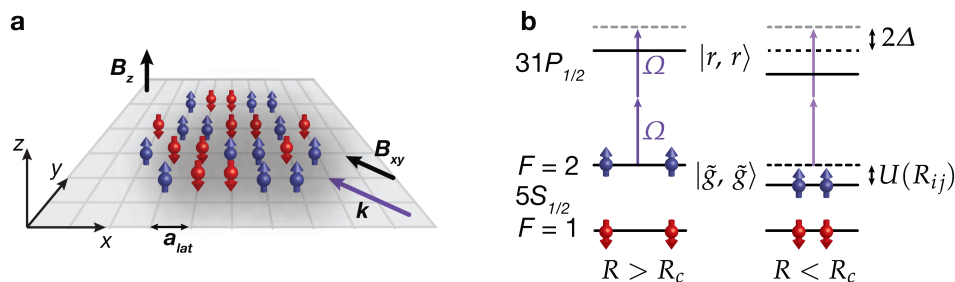 a
B_z
z
y
x
a_lat
B_xy
k
b
31P_1/2
Ω
Ω
|r, r⟩
2Δ
F = 2
|g̃, g̃⟩
U(R_ij)
5S_1/2
F = 1
R > R_c
R < R_c